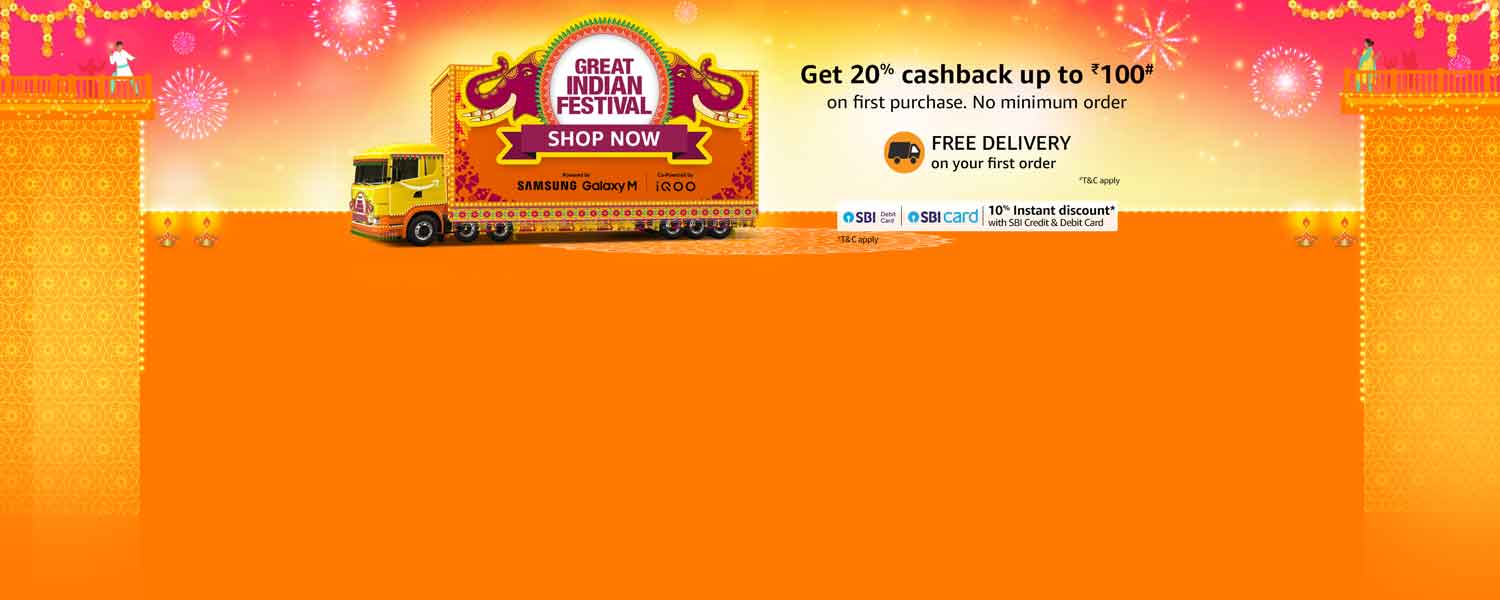 GREAT
INDIAN
FESTIVAL
SHOP NOW
Powered by
SAMSUNG Galaxy M
Co-Powered by
iQOO
Get 20% cashback up to ₹100#
on first purchase. No minimum order
FREE DELIVERY
on your first order
#T&C apply
SBI Debit Card
SBI card
10% Instant discount*
with SBI Credit & Debit Card
*T&C apply